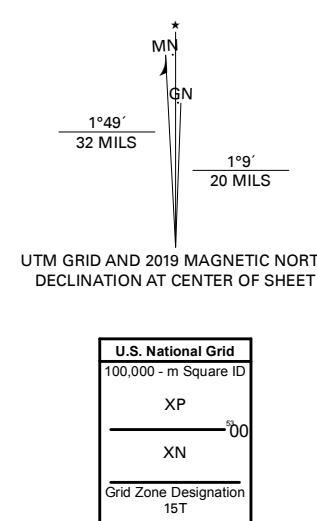 ★
MN
GN
1°49´
32 MILS
1°9´
20 MILS
UTM GRID AND 2019 MAGNETIC NORT
DECLINATION AT CENTER OF SHEET
U.S. National Grid
100,000 - m Square ID
XP
5300
XN
Grid Zone Designation
15T